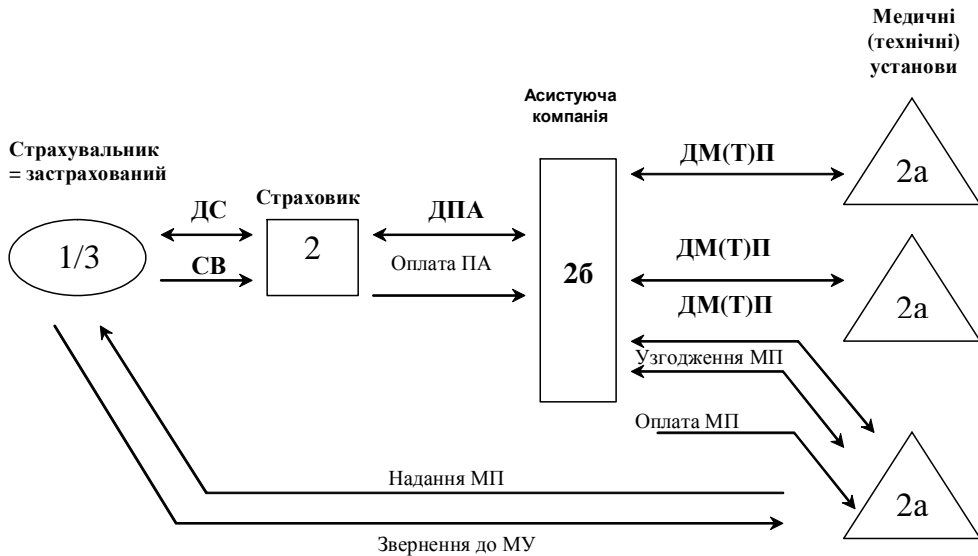 Медичні
(технічні)
установи
Асистуюча
компанія
Страхувальник
= застрахований
Страховик
ДМ(Т)П
2а
ДС
ДПА
1/3
2
СВ
Оплата ПА
2б
ДМ(Т)П
2а
ДМ(Т)П
Узгодження МП
Оплата МП
Надання МП
2а
Звернення до МУ